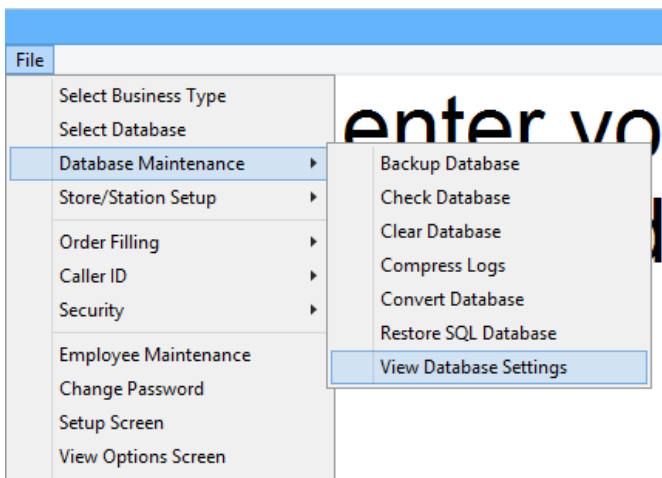 File
Select Business Type
Select Database
enter yo
Database Maintenance
Backup Database
Store/Station Setup
Check Database
Clear Database
Order Filling
Compress Logs
Caller ID
Convert Database
Security
Restore SQL Database
Employee Maintenance
View Database Settings
Change Password
Setup Screen
View Options Screen